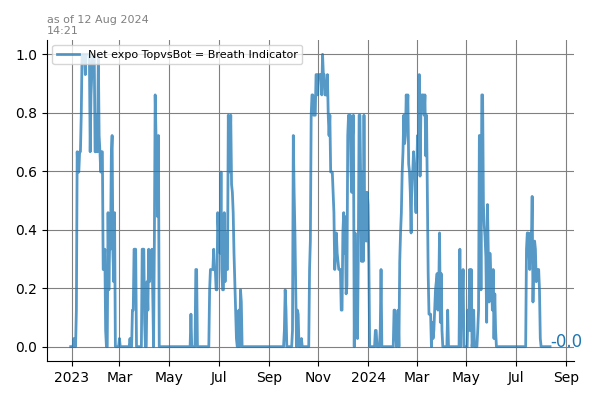 as of 12 Aug 2024
14:21
Net expo TopvsBot = Breath Indicator
1.0
0.8
0.6
0.4
0.2
0.0
-0.0
2023 Mar May Jul Sep Nov 2024 Mar May Jul Sep